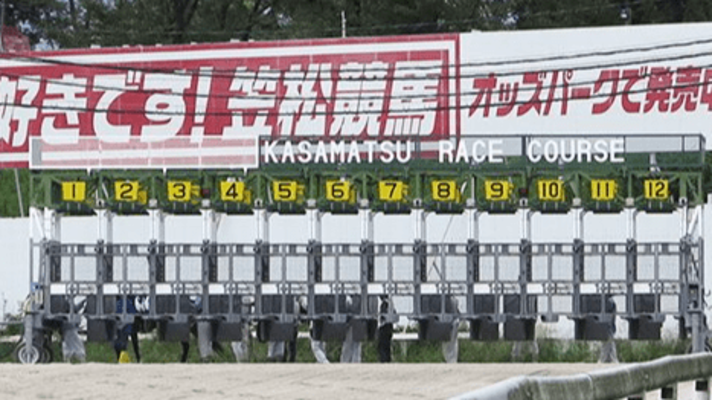 好きです!笠松競馬
オッズパークで発売中
KASAMATSU RACE COURSE
1 2 3 4 5 6 7 8 9 10 11 12